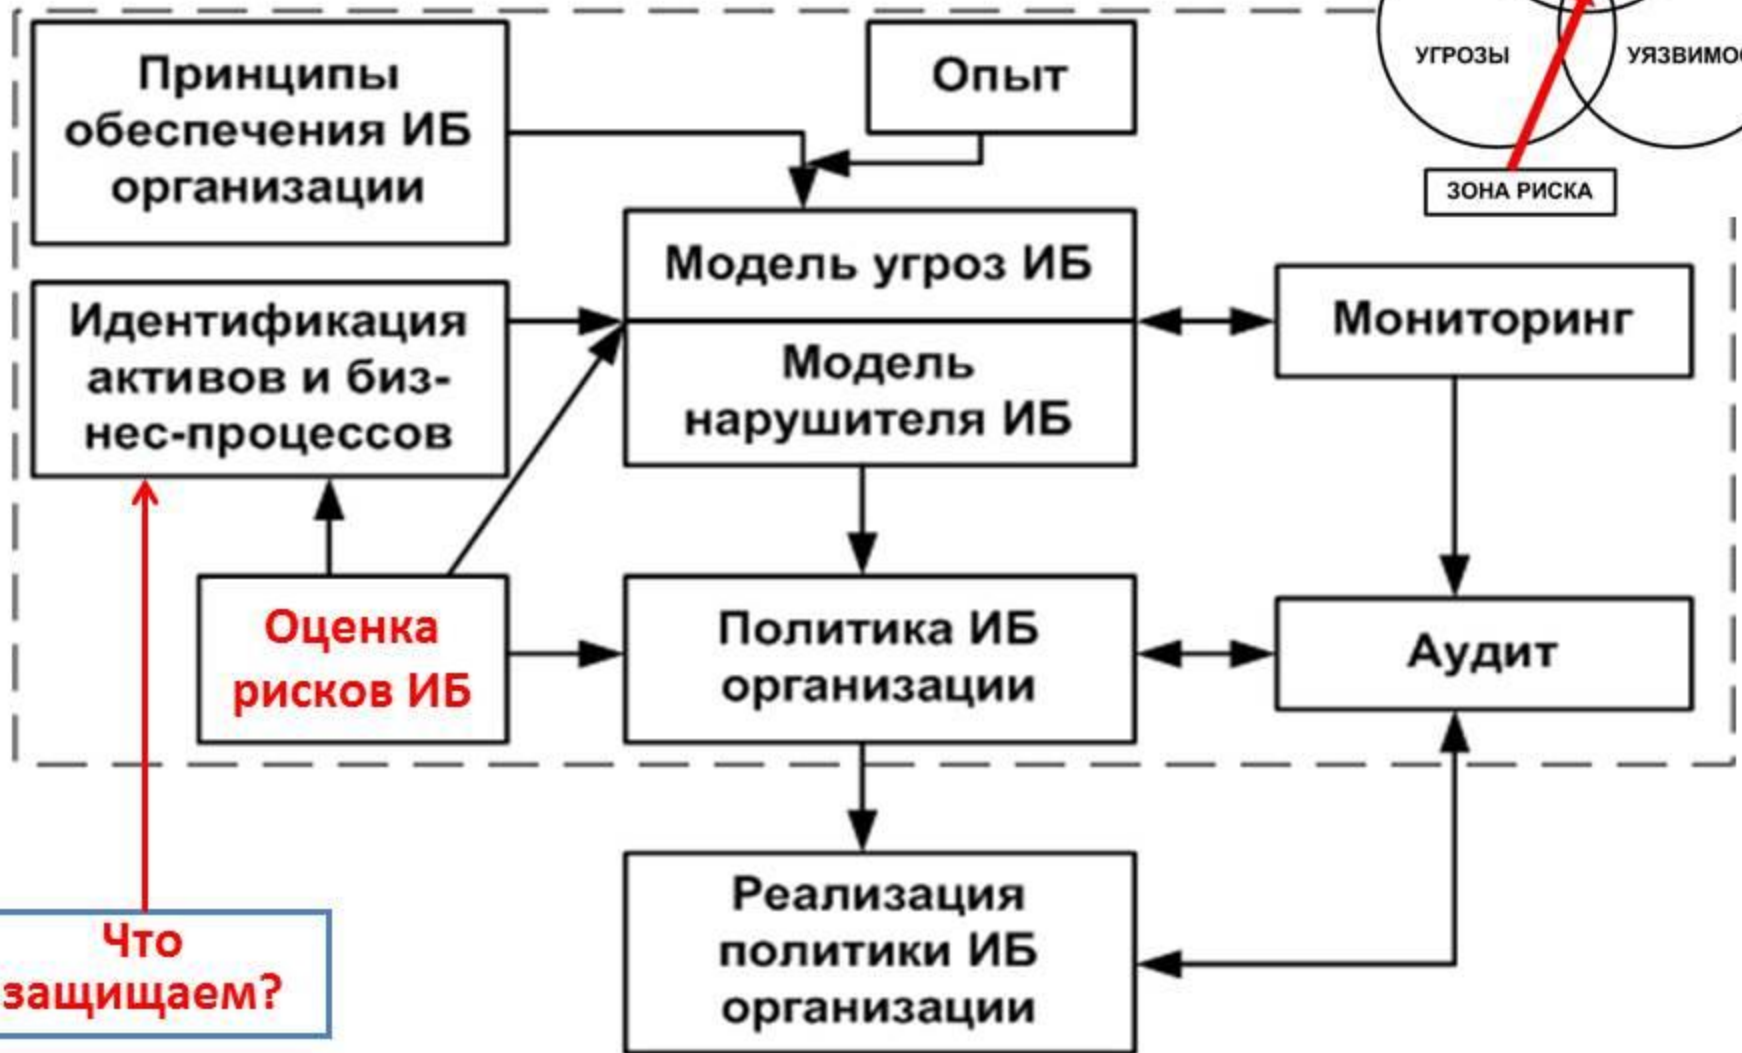 Принципы
обеспечения ИБ
организации
Опыт
УГРОЗЫ
ЗОНА РИСКА
Модель угроз ИБ
Идентификация
активов и биз-
нес-процессов
Модель
нарушителя ИБ
Мониторинг
Оценка
рисков ИБ
Политика ИБ
организации
Аудит
Что
защищаем?
Реализация
политики ИБ
организации